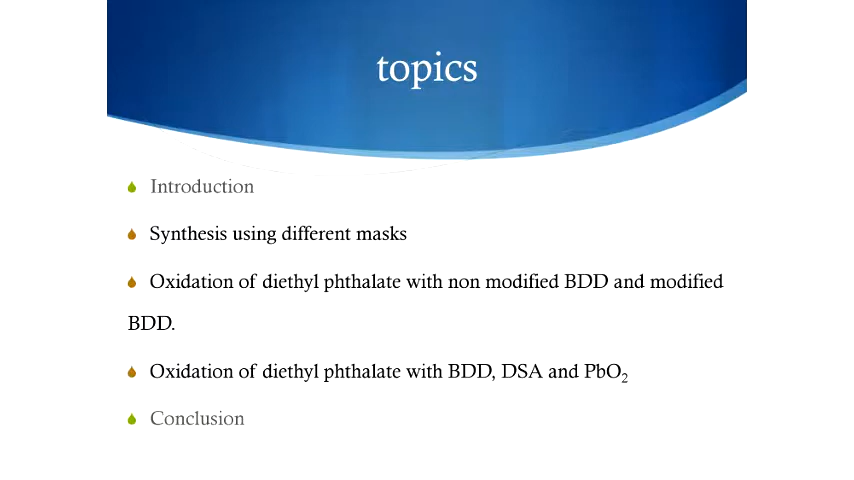 topics
Introduction
Synthesis using different masks
Oxidation of diethyl phthalate with non modified BDD and modified
BDD.
Oxidation of diethyl phthalate with BDD, DSA and PbO₂
Conclusion